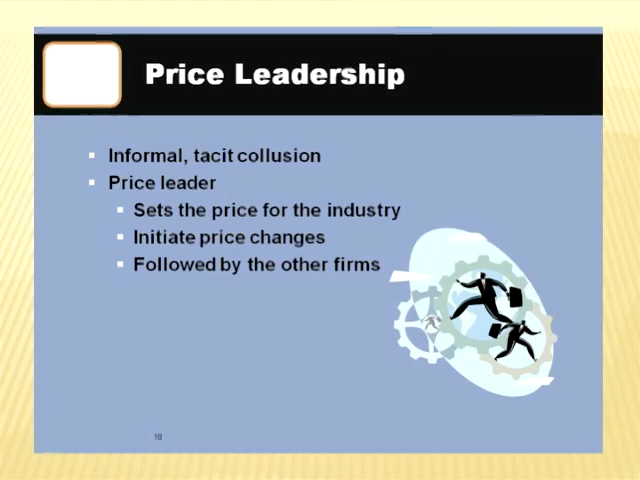 Price Leadership
Informal, tacit collusion
Price leader
Sets the price for the industry
Initiate price changes
Followed by the other firms
18